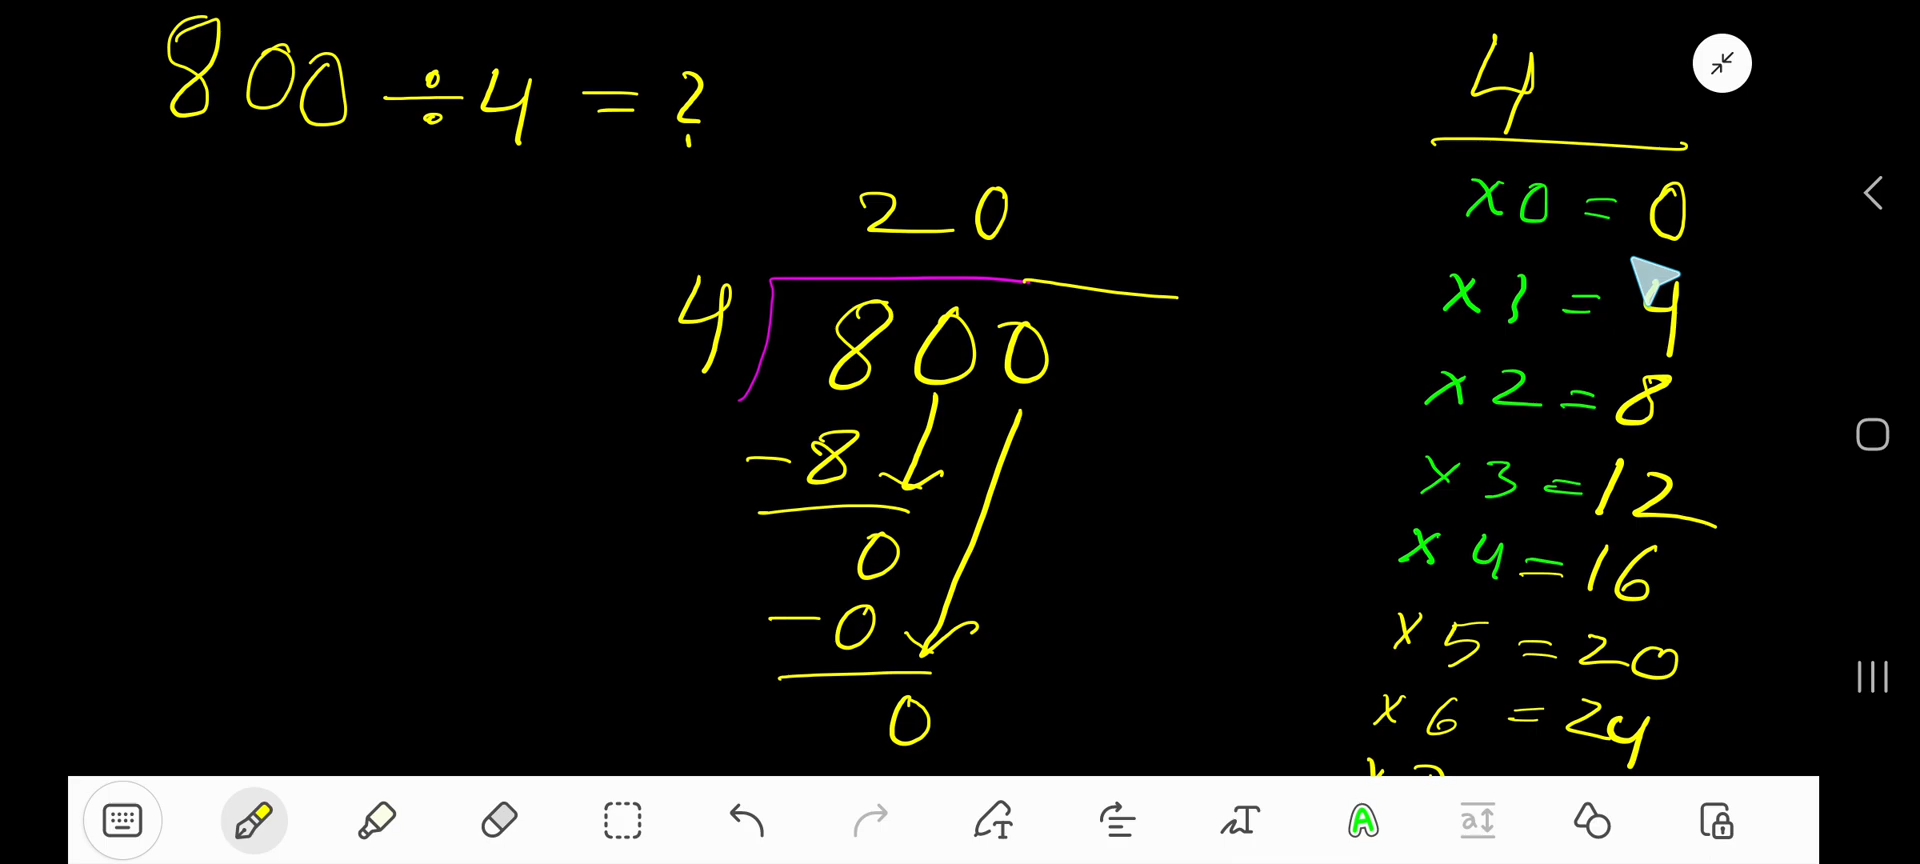 800 ÷ 4 = ?
20
4 800
-8
0
-0
0
4
x0 = 0
x1 = 4
x2 = 8
x3 = 12
x4 = 16
x5 = 20
x6 = 24
T
T
A
a